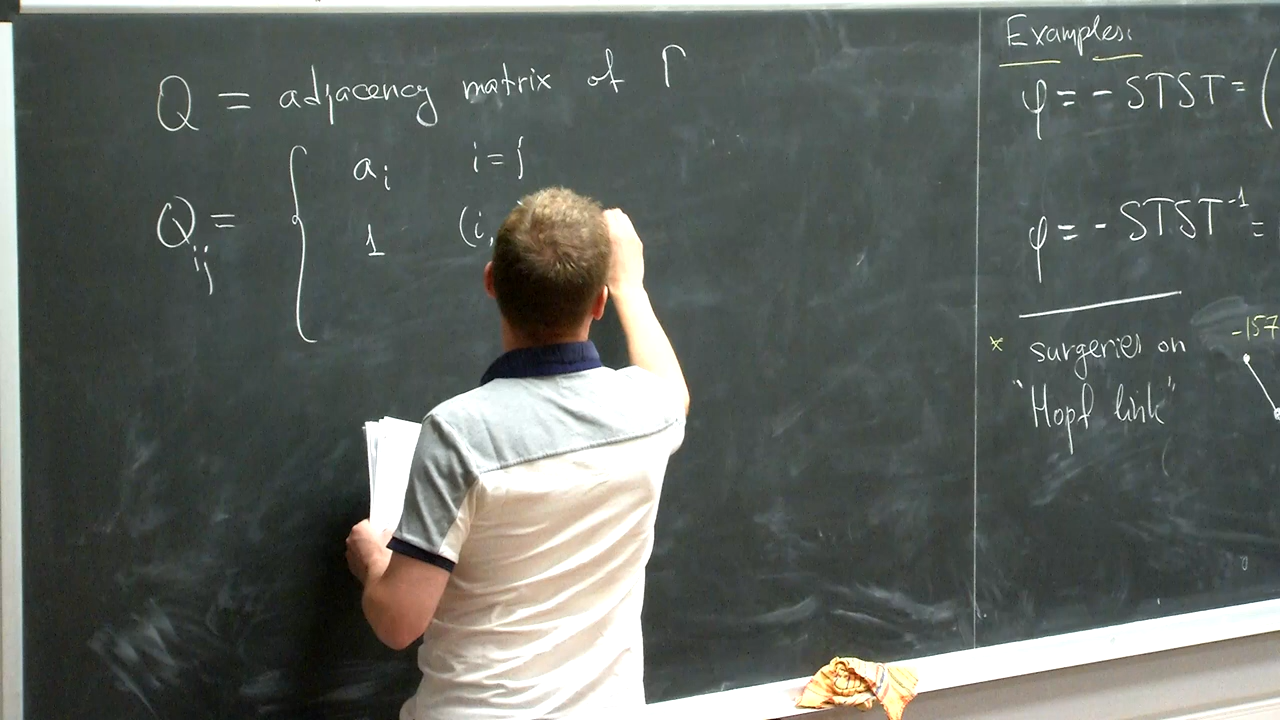 Q = adjacency matrix of Γ
Q_ij = { a_i i = j
1 (i,
Examples:
φ = - STST = (
φ = - STST^-1 =
* surgeries on
"Hopf link"
-157